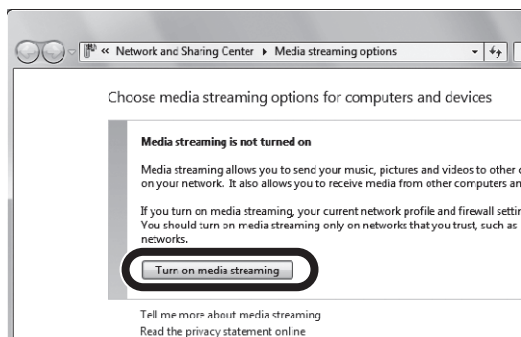 « Network and Sharing Center ▸ Media streaming options
Choose media streaming options for computers and devices
Media streaming is not turned on
Media streaming allows you to send your music, pictures and videos to other
on your network. It also allows you to receive media from other computers
If you turn on media streaming, your current network profile and firewall
You should turn on media streaming only on networks that you trust, such as
networks.
Turn on media streaming
Tell me more about media streaming
Read the privacy statement online